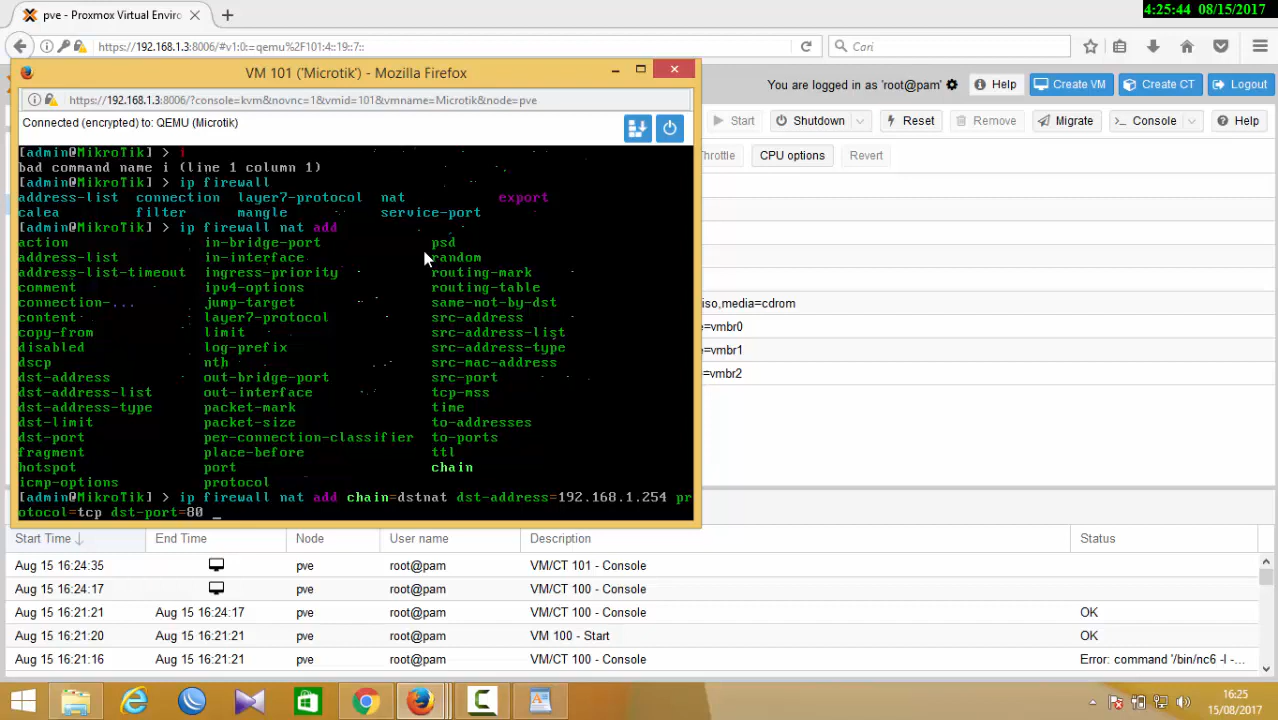 4:25:44 08/15/2017
pve - Proxmox Virtual Enviro
https://192.168.1.3:8006/#v1:0:=qemu%2F101:4::19::7::
Cari
VM 101 ('Microtik') - Mozilla Firefox
https://192.168.1.3:8006/?console=kvm&novnc=1&vmid=101&vmname=Microtik&node=pve
You are logged in as 'root@pam'
Help
Create VM
Create CT
Logout
Connected (encrypted) to: QEMU (Microtik)
Start
Shutdown
Reset
Remove
Migrate
Console
Help
Throttle
CPU options
Revert
[admin@MikroTik] > i
bad command name i (line 1 column 1)
[admin@MikroTik] > ip firewall
address-list connection layer7-protocol nat export
calea filter mangle service-port
[admin@MikroTik] > ip firewall nat add
action in-bridge-port psd
address-list in-interface random
address-list-timeout ingress-priority routing-mark
comment ipv4-options routing-table
connection-... jump-target same-not-by-dst
content layer7-protocol src-address
copy-from limit src-address-list
disabled log-prefix src-address-type
dscp nth src-mac-address
dst-address out-bridge-port src-port
dst-address-list out-interface tcp-mss
dst-address-type packet-mark time
dst-limit packet-size to-addresses
dst-port per-connection-classifier to-ports
fragment place-before ttl
hotspot port chain
icmp-options protocol
[admin@MikroTik] > ip firewall nat add chain=dstnat dst-address=192.168.1.254 pr
otocol=tcp dst-port=80 _
iso,media=cdrom
=vmbr0
=vmbr1
=vmbr2
Start Time End Time Node User name Description Status
Aug 15 16:24:35 pve root@pam VM/CT 101 - Console
Aug 15 16:24:17 pve root@pam VM/CT 100 - Console
Aug 15 16:21:21 Aug 15 16:24:17 pve root@pam VM/CT 100 - Console OK
Aug 15 16:21:20 Aug 15 16:21:21 pve root@pam VM 100 - Start OK
Aug 15 16:21:16 Aug 15 16:21:21 pve root@pam VM/CT 100 - Console Error: command '/bin/nc6 -l -...
16:25
15/08/2017